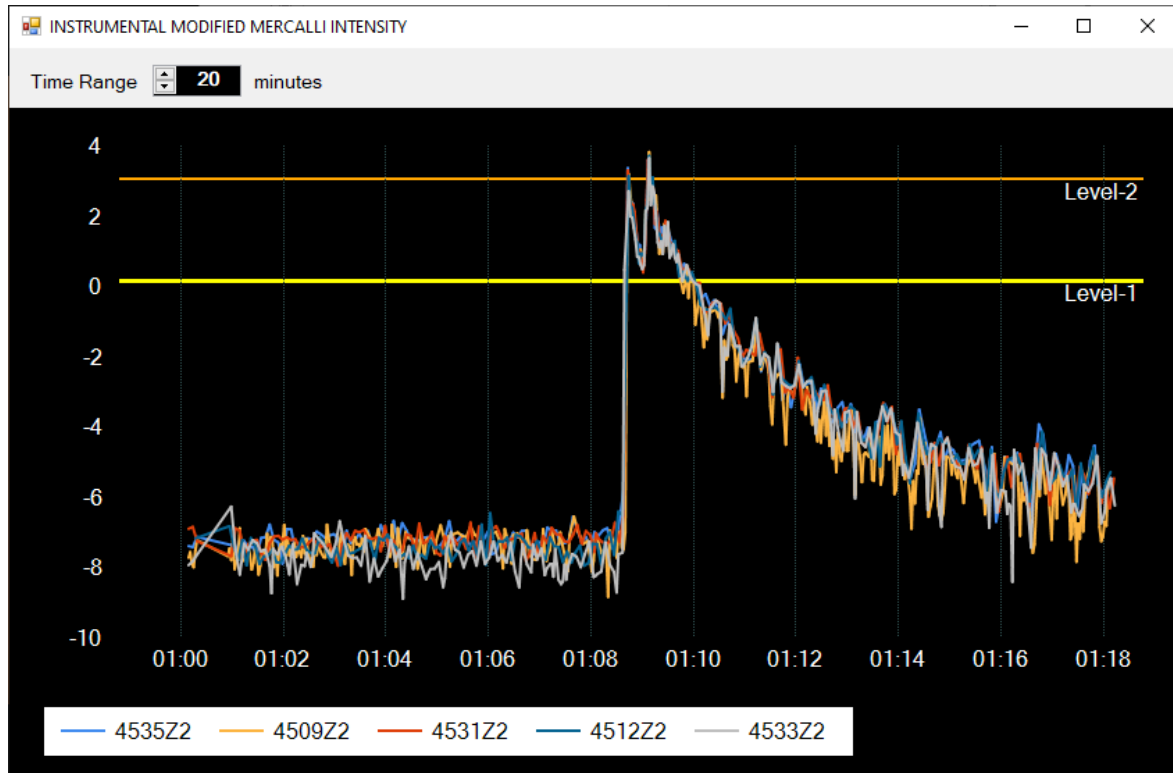 INSTRUMENTAL MODIFIED MERCALLI INTENSITY
Time Range 20 minutes
4
Level-2
2
0
Level-1
-2
-4
-6
-8
-10
01:00 01:02 01:04 01:06 01:08 01:10 01:12 01:14 01:16 01:18
4535Z2 4509Z2 4531Z2 4512Z2 4533Z2